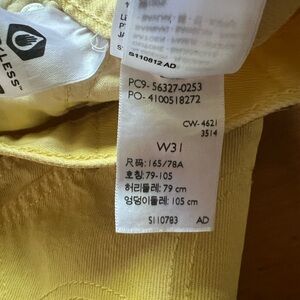 YLESS
S110812 AD
PC9- 56327-0253
PO- 4100518272
CW- 4621
3514
W31
尺码: 165/78A
호칭: 79-105
허리둘레: 79 cm
엉덩이둘레: 105 cm
S110783 AD